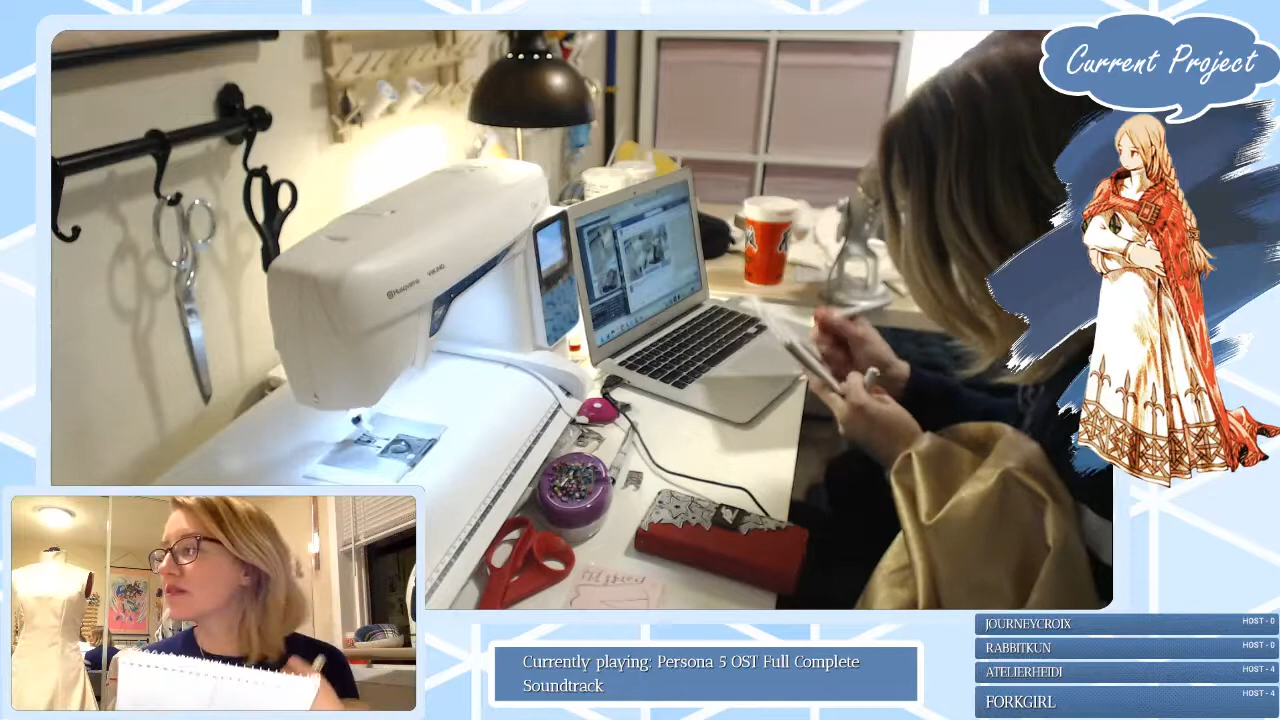 Current Project
Husqvarna VIKING
Currently playing: Persona 5 OST Full Complete
Soundtrack
JOURNEYCROIX
HOST - 0
RABBITKUN
HOST - 0
ATELIERHEIDI
HOST - 4
FORKGIRL
HOST - 4